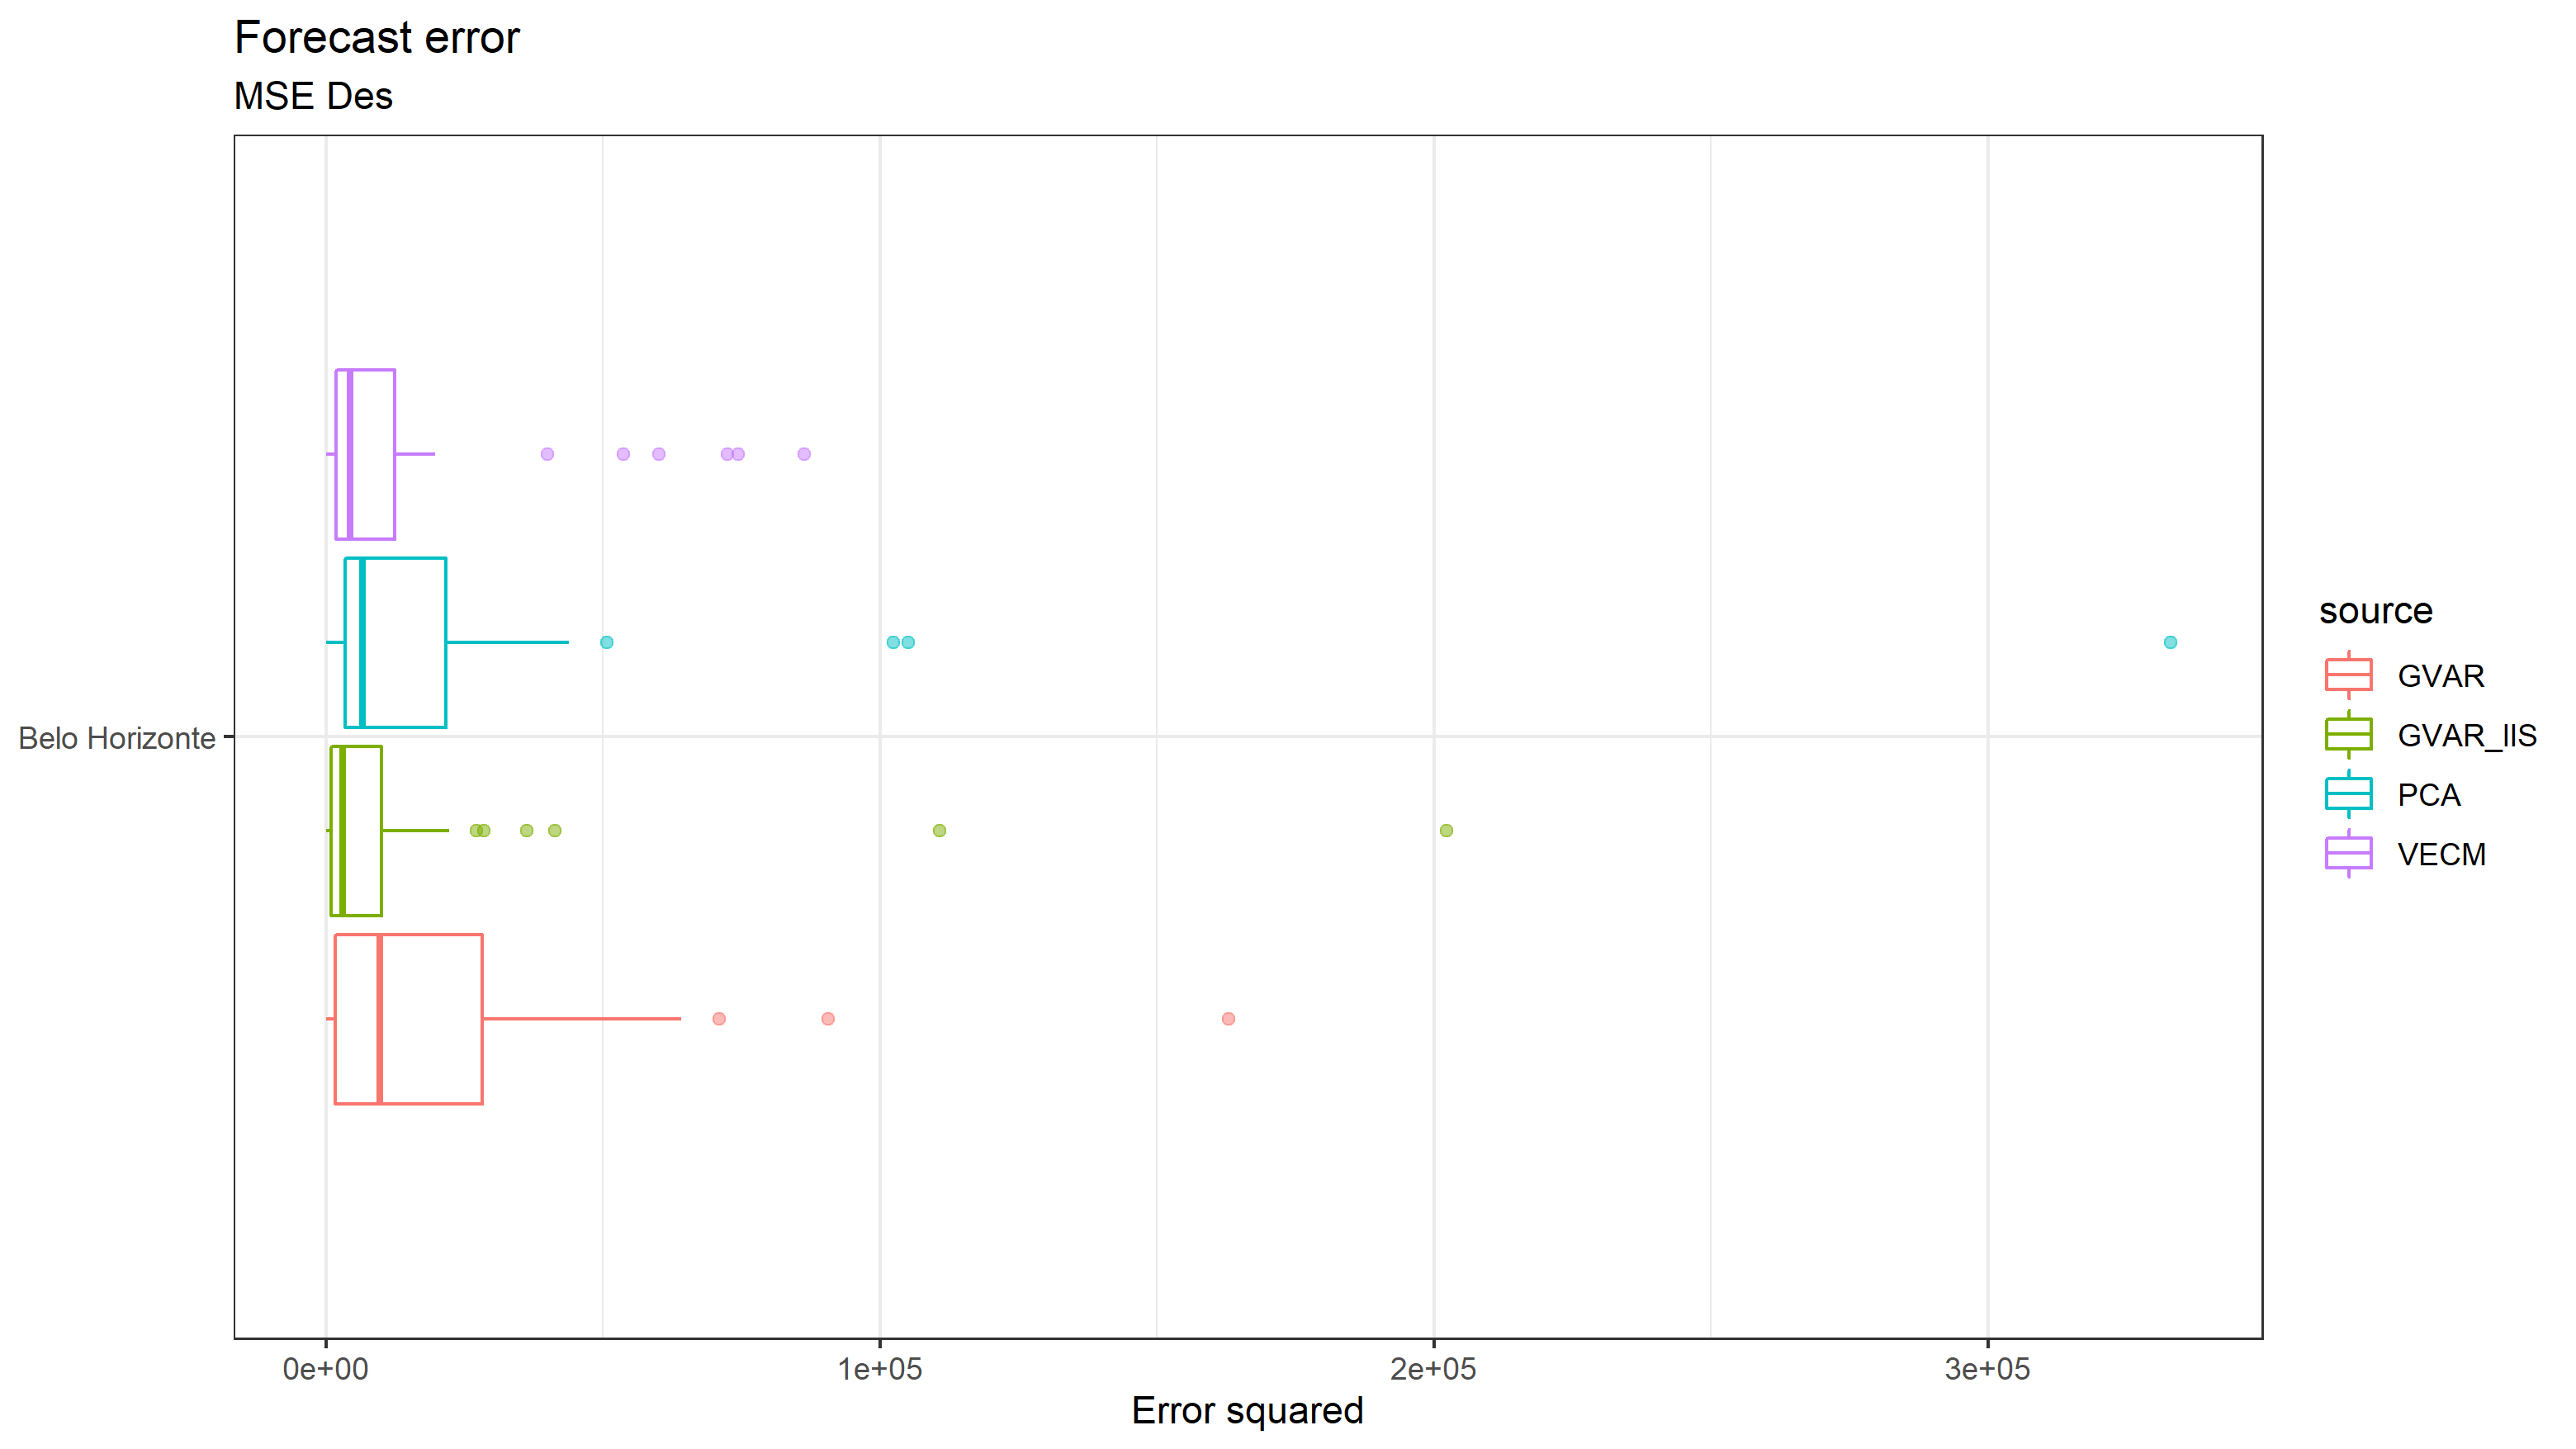 Forecast error
MSE Des
Belo Horizonte
0e+00
1e+05
2e+05
3e+05
Error squared
source
GVAR
GVAR_IIS
PCA
VECM